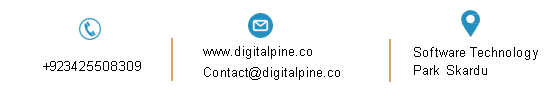 +923425508309
www.digitalpine.co
Contact@digitalpine.co
Software Technology
Park Skardu